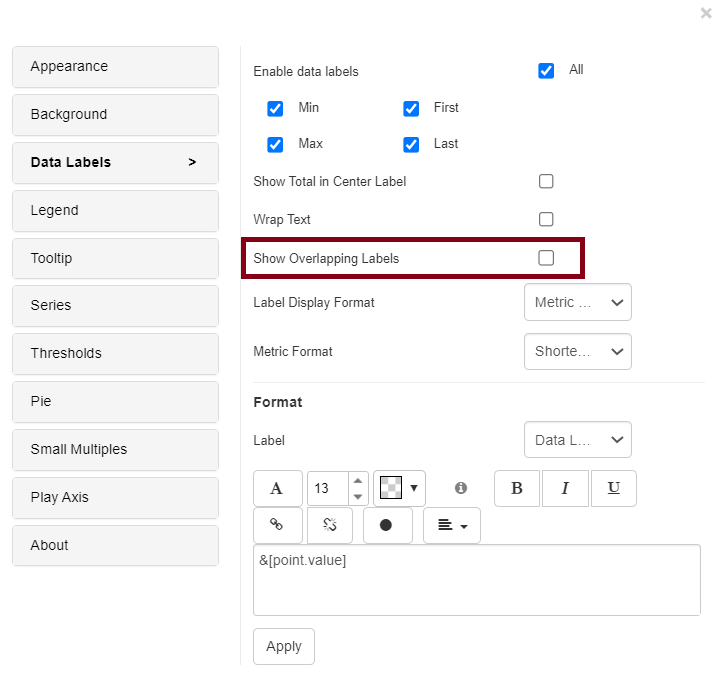 Appearance
Background
Data Labels >
Legend
Tooltip
Series
Thresholds
Pie
Small Multiples
Play Axis
About
Enable data labels All
Min First
Max Last
Show Total in Center Label
Wrap Text
Show Overlapping Labels
Label Display Format Metric ...
Metric Format Shorte...
Format
Label Data L...
A 13 B I U
&[point.value]
Apply